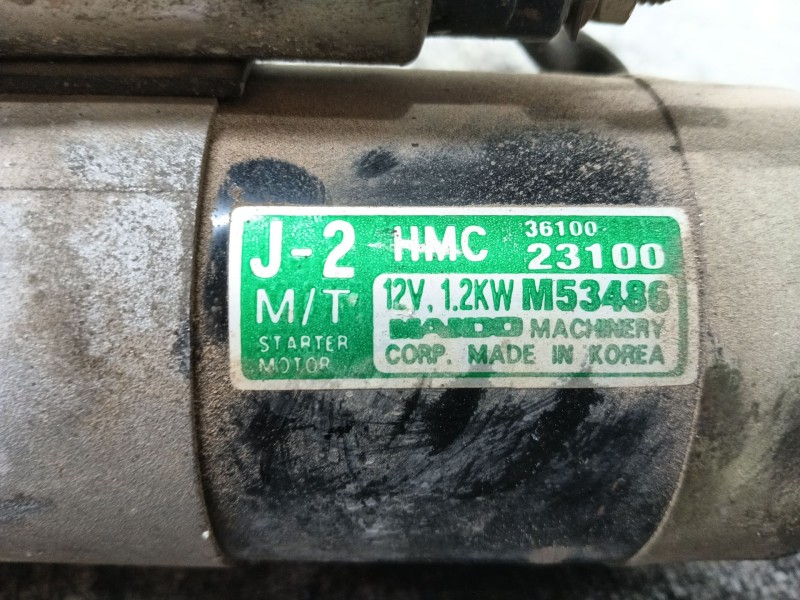 J-2 HMC 36100-
23100
M/T 12V, 1.2KW M53486
STARTER MANDO MACHINERY
MOTOR CORP. MADE IN KOREA